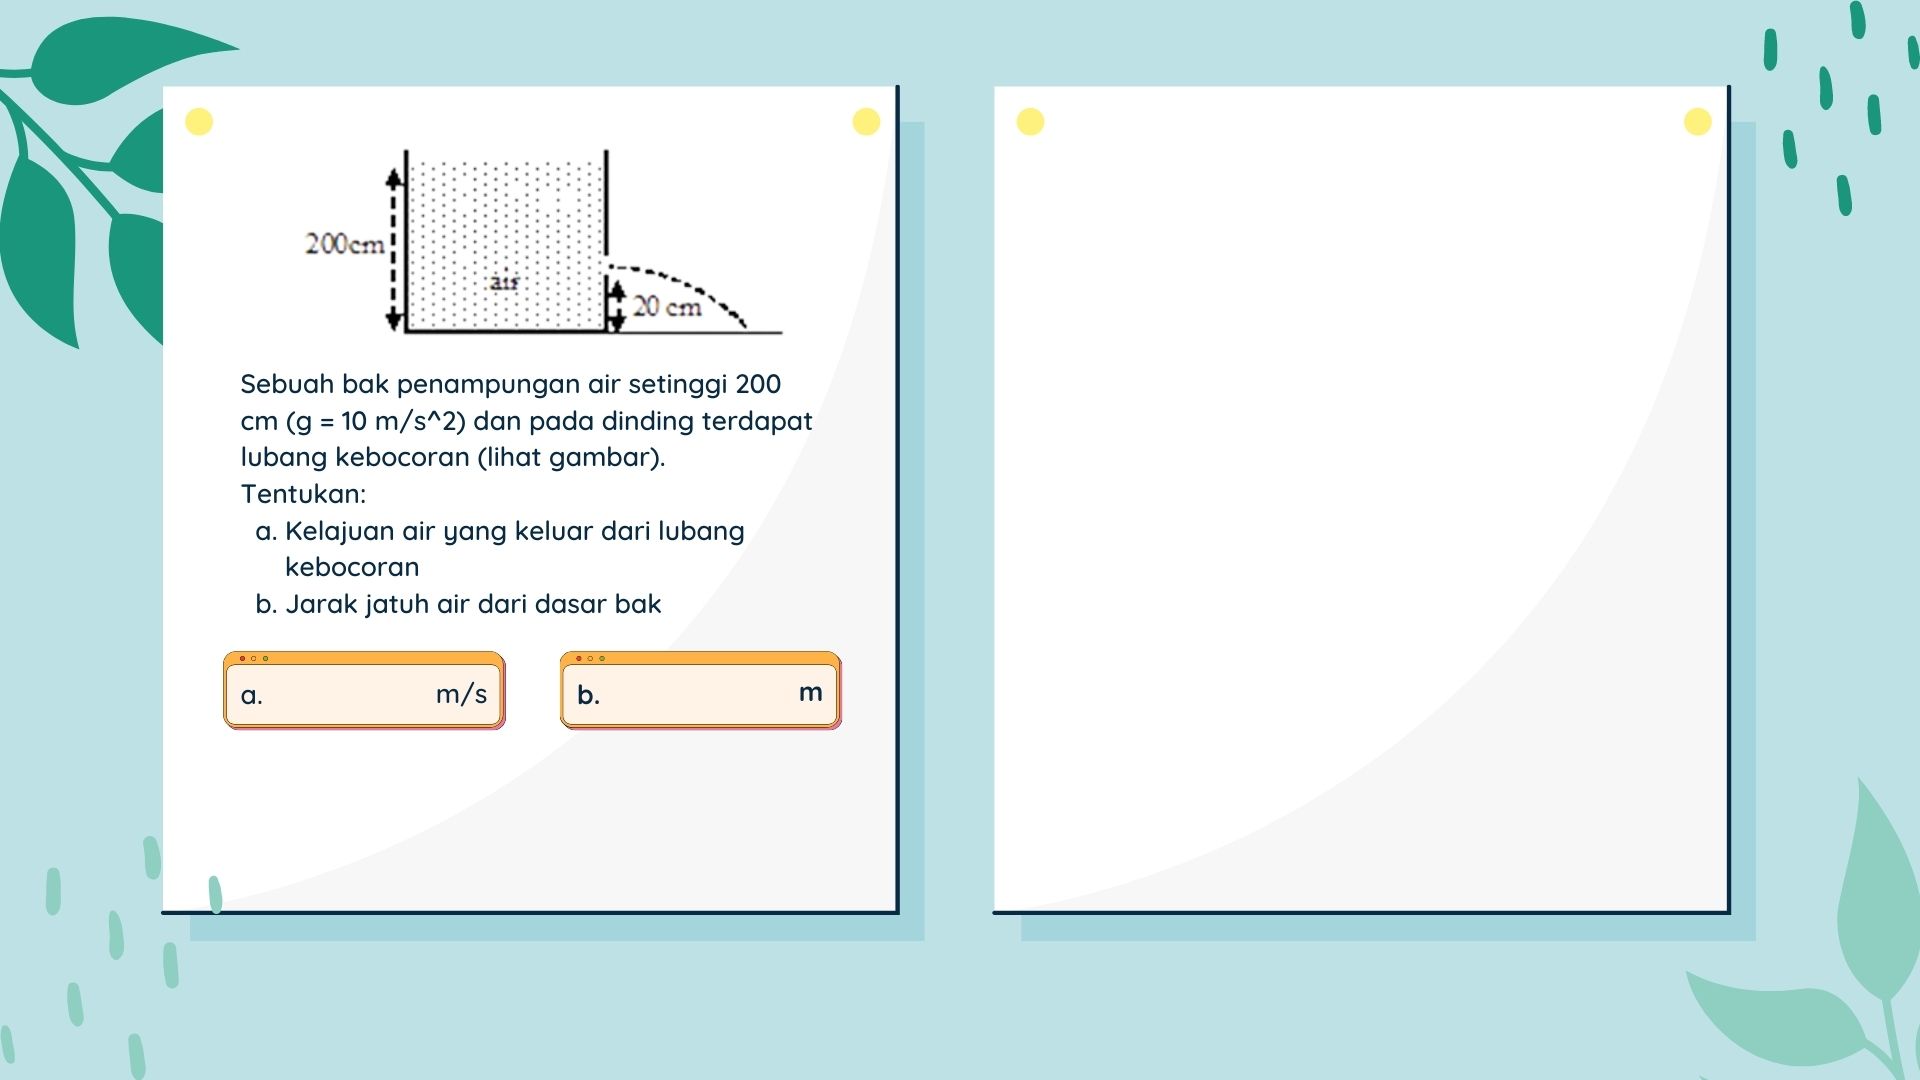 200cm
air
20 cm
Sebuah bak penampungan air setinggi 200
cm (g = 10 m/s^2) dan pada dinding terdapat
lubang kebocoran (lihat gambar).
Tentukan:
a. Kelajuan air yang keluar dari lubang
kebocoran
b. Jarak jatuh air dari dasar bak
a. m/s
b. m